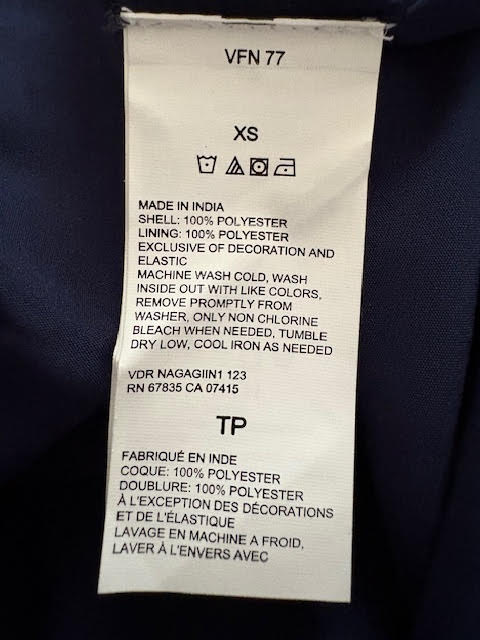 VFN 77
XS
MADE IN INDIA
SHELL: 100% POLYESTER
LINING: 100% POLYESTER
EXCLUSIVE OF DECORATION AND
ELASTIC
MACHINE WASH COLD, WASH
INSIDE OUT WITH LIKE COLORS,
REMOVE PROMPTLY FROM
WASHER, ONLY NON CHLORINE
BLEACH WHEN NEEDED, TUMBLE
DRY LOW, COOL IRON AS NEEDED
VDR NAGAGIIN1 123
RN 67835 CA 07415
TP
FABRIQUÉ EN INDE
COQUE: 100% POLYESTER
DOUBLURE: 100% POLYESTER
À L'EXCEPTION DES DÉCORATIONS
ET DE L'ÉLASTIQUE
LAVAGE EN MACHINE A FROID,
LAVER À L'ENVERS AVEC